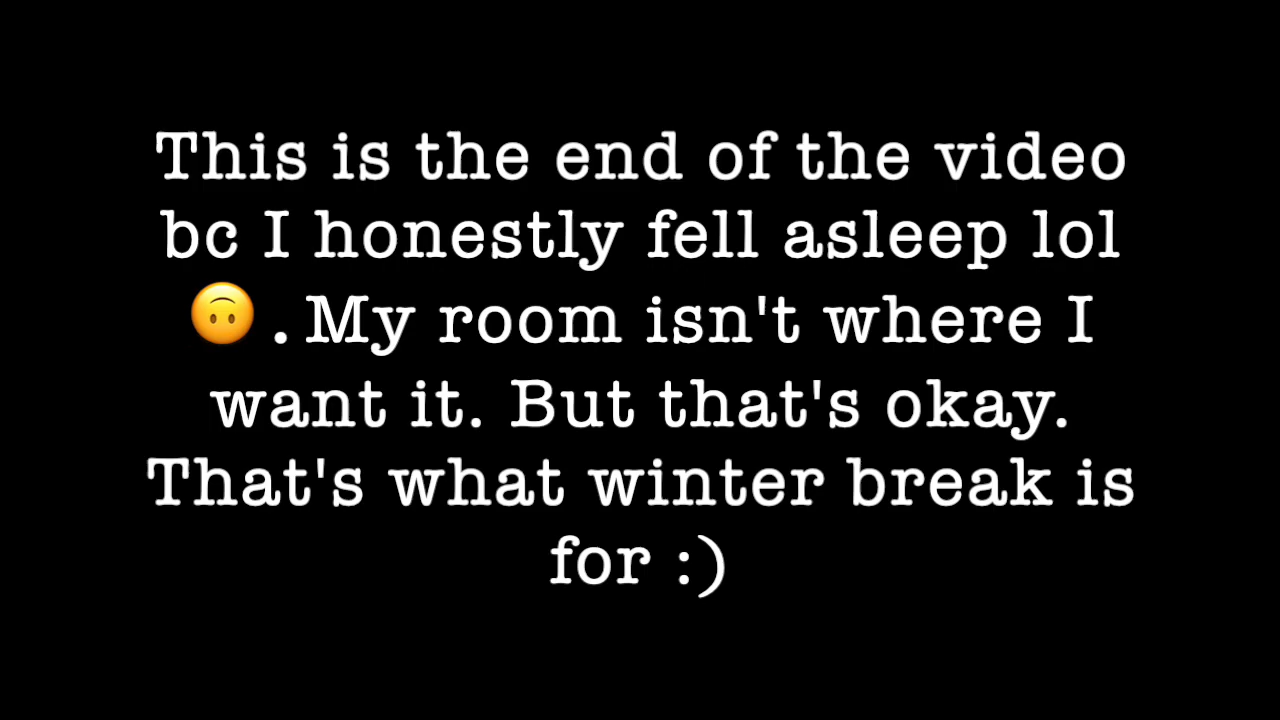 This is the end of the video
bc I honestly fell asleep lol
🙃 . My room isn't where I
want it. But that's okay.
That's what winter break is
for :)